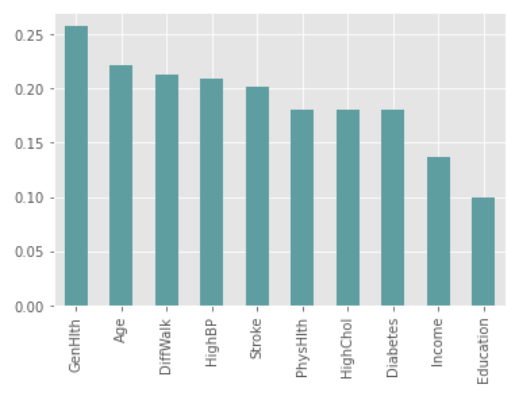 0.25
0.20
0.15
0.10
0.05
0.00
GenHlth
Age
DiffWalk
HighBP
Stroke
PhysHlth
HighChol
Diabetes
Income
Education